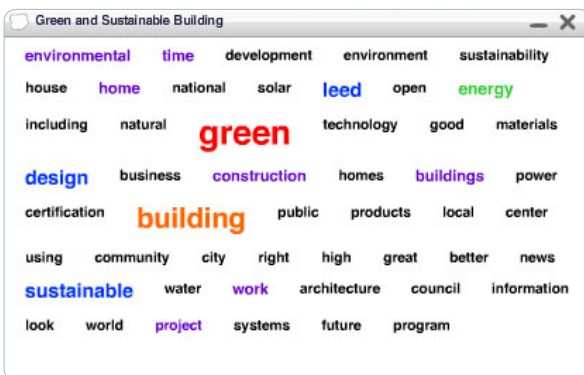 Green and Sustainable Building
environmental time development environment sustainability
house home national solar leed open energy
including natural green technology good materials
design business construction homes buildings power
certification building public products local center
using community city right high great better news
sustainable water work architecture council information
look world project systems future program